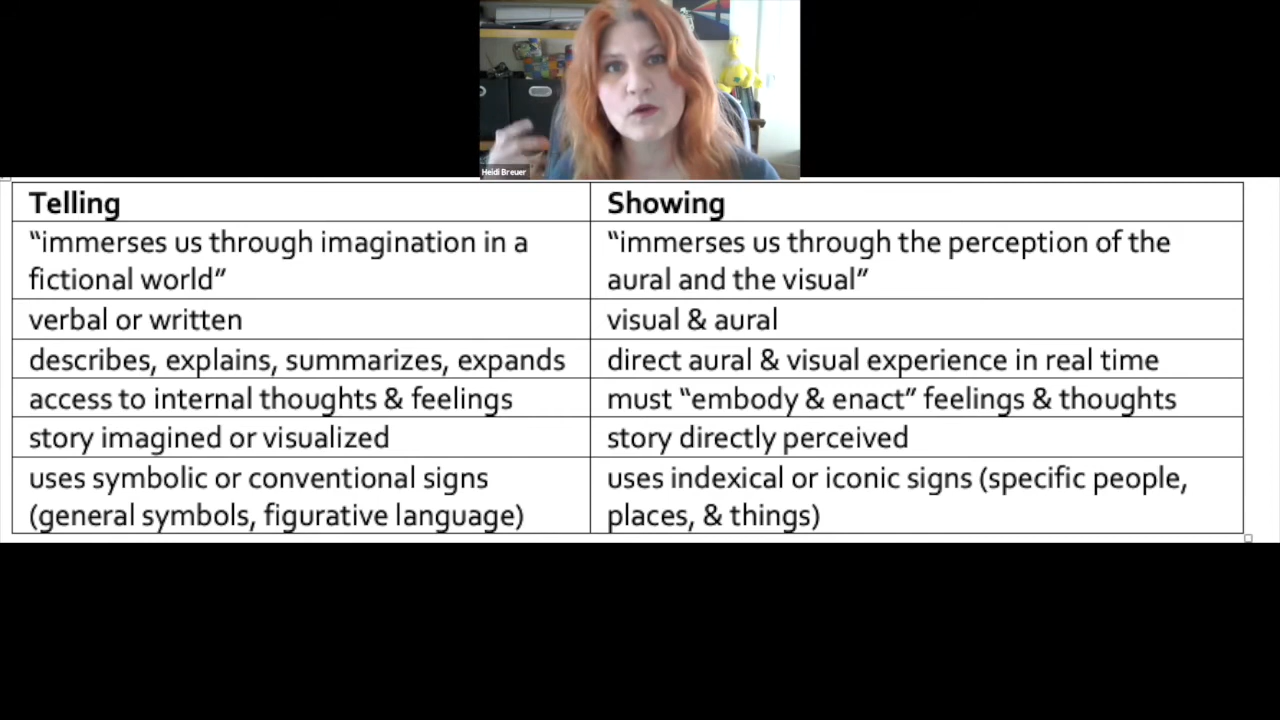 Heidi Breuer
Telling
Showing
“immerses us through imagination in a
fictional world”
“immerses us through the perception of the
aural and the visual”
verbal or written
visual & aural
describes, explains, summarizes, expands
direct aural & visual experience in real time
access to internal thoughts & feelings
must “embody & enact” feelings & thoughts
story imagined or visualized
story directly perceived
uses symbolic or conventional signs
(general symbols, figurative language)
uses indexical or iconic signs (specific people,
places, & things)